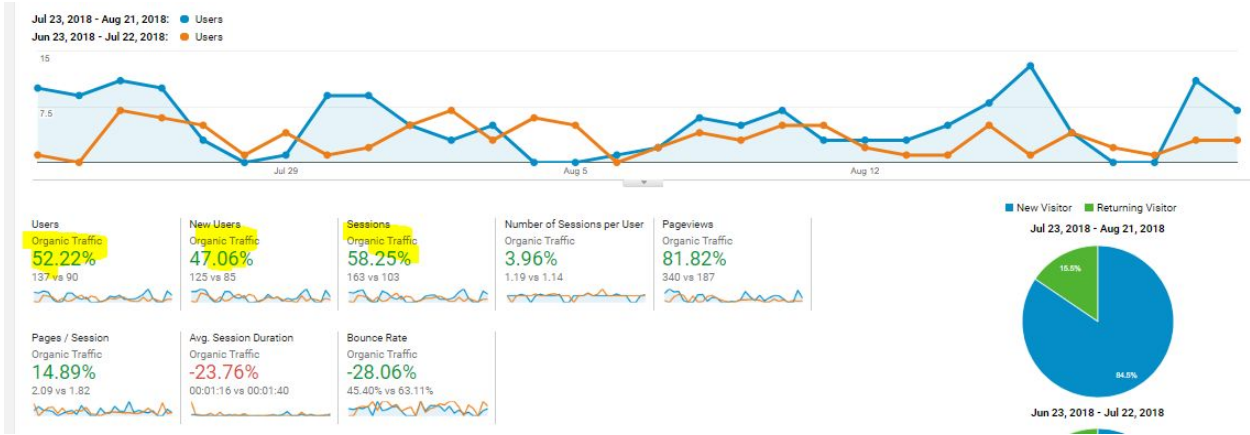 Jul 23, 2018 - Aug 21, 2018: Users
Jun 23, 2018 - Jul 22, 2018: Users
15
7.5
Jul 29
Aug 5
Aug 12
Users
Organic Traffic
52.22%
137 vs 90
New Users
Organic Traffic
47.06%
125 vs 85
Sessions
Organic Traffic
58.25%
163 vs 103
Number of Sessions per User
Organic Traffic
3.96%
1.19 vs 1.14
Pageviews
Organic Traffic
81.82%
340 vs 187
Pages / Session
Organic Traffic
14.89%
2.09 vs 1.82
Avg. Session Duration
Organic Traffic
-23.76%
00:01:16 vs 00:01:40
Bounce Rate
Organic Traffic
-28.06%
45.40% vs 63.11%
New Visitor Returning Visitor
Jul 23, 2018 - Aug 21, 2018
15.5%
84.5%
Jun 23, 2018 - Jul 22, 2018